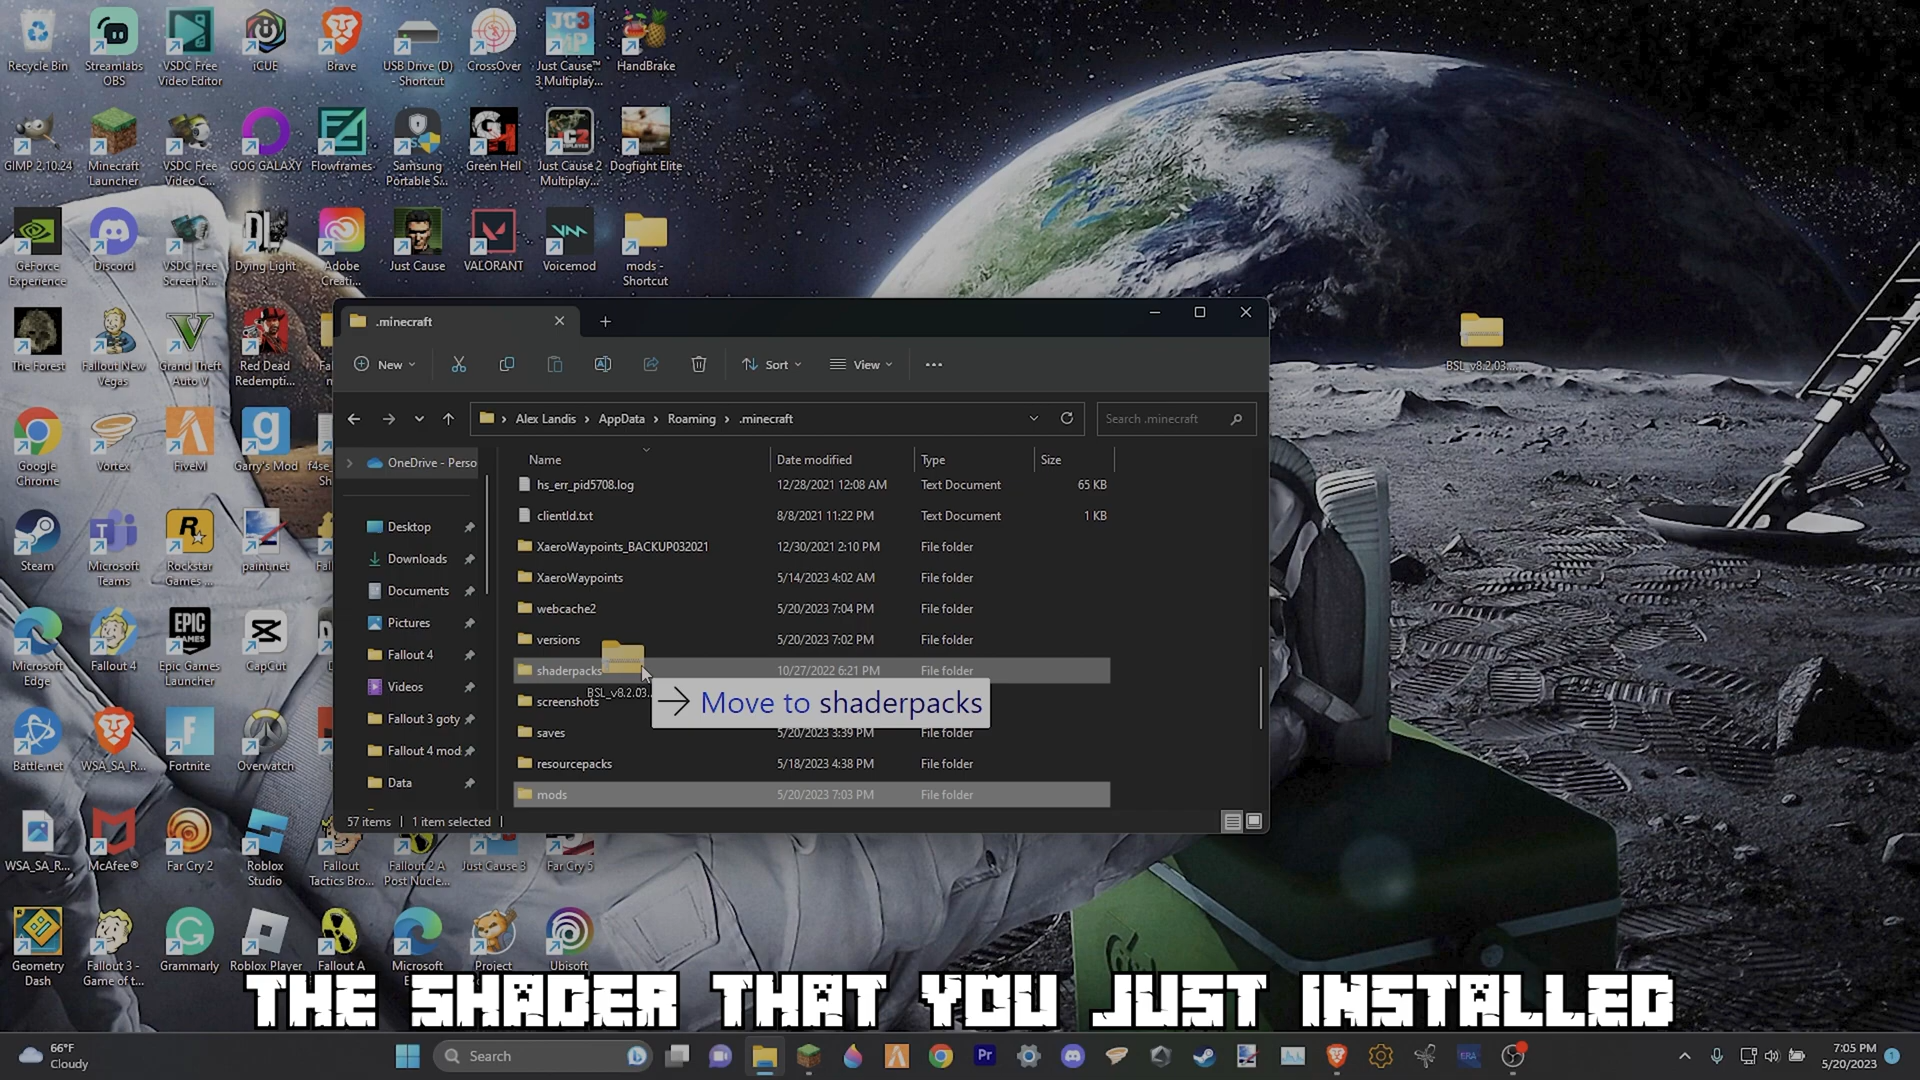 Recycle Bin
Streamlabs OBS
VSDC Free Video Editor
iCUE
Brave
USB Drive (D) - Shortcut
CrossOver
Just Cause™ 3 Multiplay...
HandBrake
GIMP 2.10.24
Minecraft Launcher
VSDC Free Video C...
GOG GALAXY
Flowframes
Samsung Portable S...
Green Hell
Just Cause 2 Multiplay...
Dogfight Elite
GeForce Experience
Discord
VSDC Free Screen R...
Dying Light
Adobe Creati...
Just Cause
VALORANT
Voicemod
mods - Shortcut
The Forest
Fallout New Vegas
Grand Theft Auto V
Red Dead Redempti...
BSL_v8.2.03....
Google Chrome
Vortex
FiveM
Garry's Mod
f4se_
Steam
Microsoft Teams
Rockstar Games ...
paint.net
Microsoft Edge
Fallout 4
Epic Games Launcher
CapCut
Battle.net
WSA_SA_R...
Fortnite
Overwatch
WSA_SA_R...
McAfee®
Far Cry 2
Roblox Studio
Fallout Tactics Bro...
Fallout 2 A Post Nucle...
Just Cause 3
Far Cry 5
Geometry Dash
Fallout 3 - Game of t...
Grammarly
Roblox Player
Fallout A
Microsoft
Project
Ubisoft
.minecraft
New
Sort
View
Alex Landis > AppData > Roaming > .minecraft
Search .minecraft
OneDrive - Perso
Desktop
Downloads
Documents
Pictures
Fallout 4
Videos
Fallout 3 goty
Fallout 4 mod
Data
Name Date modified Type Size
hs_err_pid5708.log 12/28/2021 12:08 AM Text Document 65 KB
clientId.txt 8/8/2021 11:22 PM Text Document 1 KB
XaeroWaypoints_BACKUP032021 12/30/2021 2:10 PM File folder
XaeroWaypoints 5/14/2023 4:02 AM File folder
webcache2 5/20/2023 7:04 PM File folder
versions 5/20/2023 7:02 PM File folder
shaderpacks 10/27/2022 6:21 PM File folder
BSL_v8.2.03....
→ Move to shaderpacks
screenshots
saves 5/20/2023 3:39 PM File folder
resourcepacks 5/18/2023 4:38 PM File folder
mods 5/20/2023 7:03 PM File folder
57 items | 1 item selected |
THE SHADER THAT YOU JUST INSTALLED
66°F
Cloudy
Search
Pr
7:05 PM
5/20/2023
1